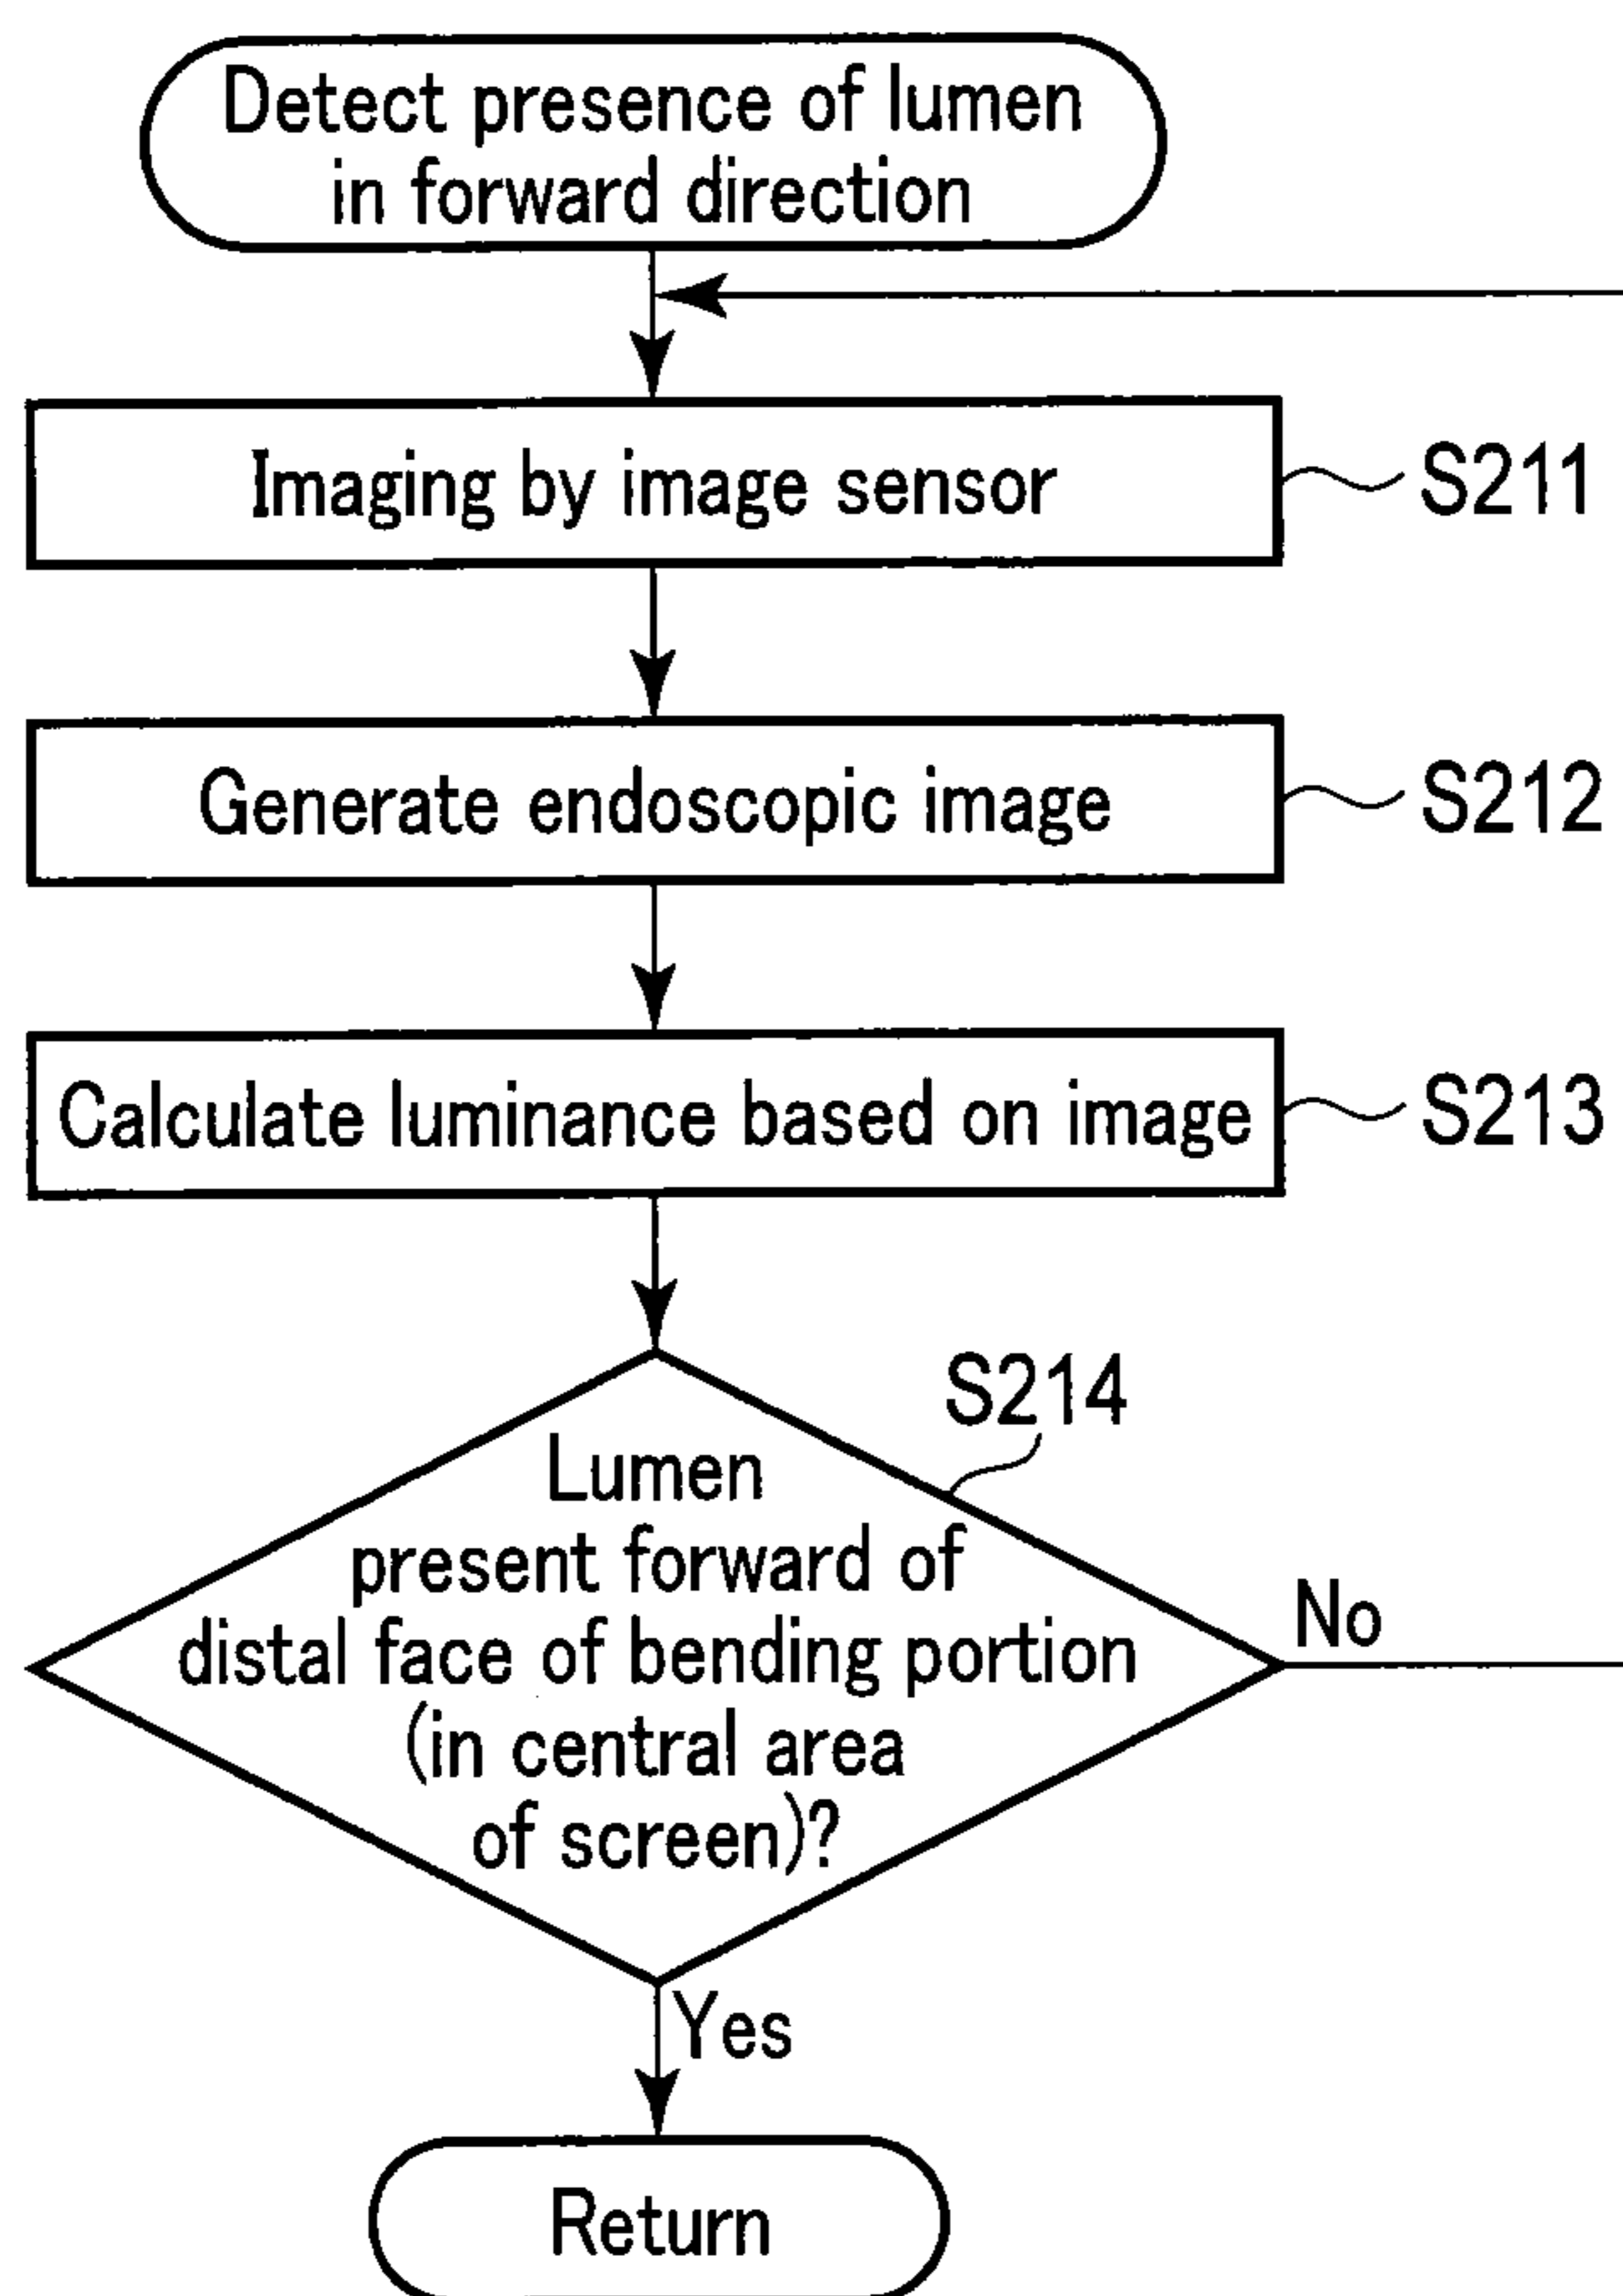 Detect presence of lumen
in forward direction
Imaging by image sensor
S211
Generate endoscopic image
S212
Calculate luminance based on image
S213
S214
Lumen
present forward of
distal face of bending portion
(in central area
of screen)?
No
Yes
Return